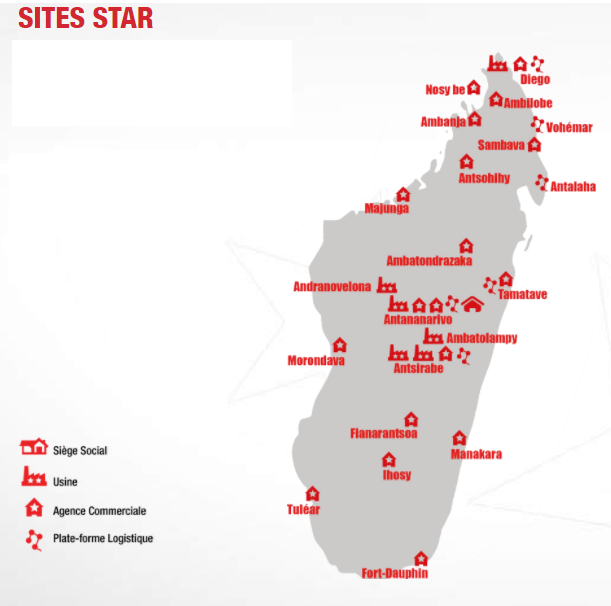 SITES STAR
Diego
Nosy be
Ambilobe
Ambanja
Vohémar
Sambava
Antsohihy
Antalaha
Majunga
Ambatondrazaka
Andranovelona
Tamatave
Antananarivo
Ambatolampy
Morondava
Antsirabe
Fianarantsoa
Manakara
Ihosy
Tuléar
Fort-Dauphin
Siège Social
Usine
Agence Commerciale
Plate-forme Logistique